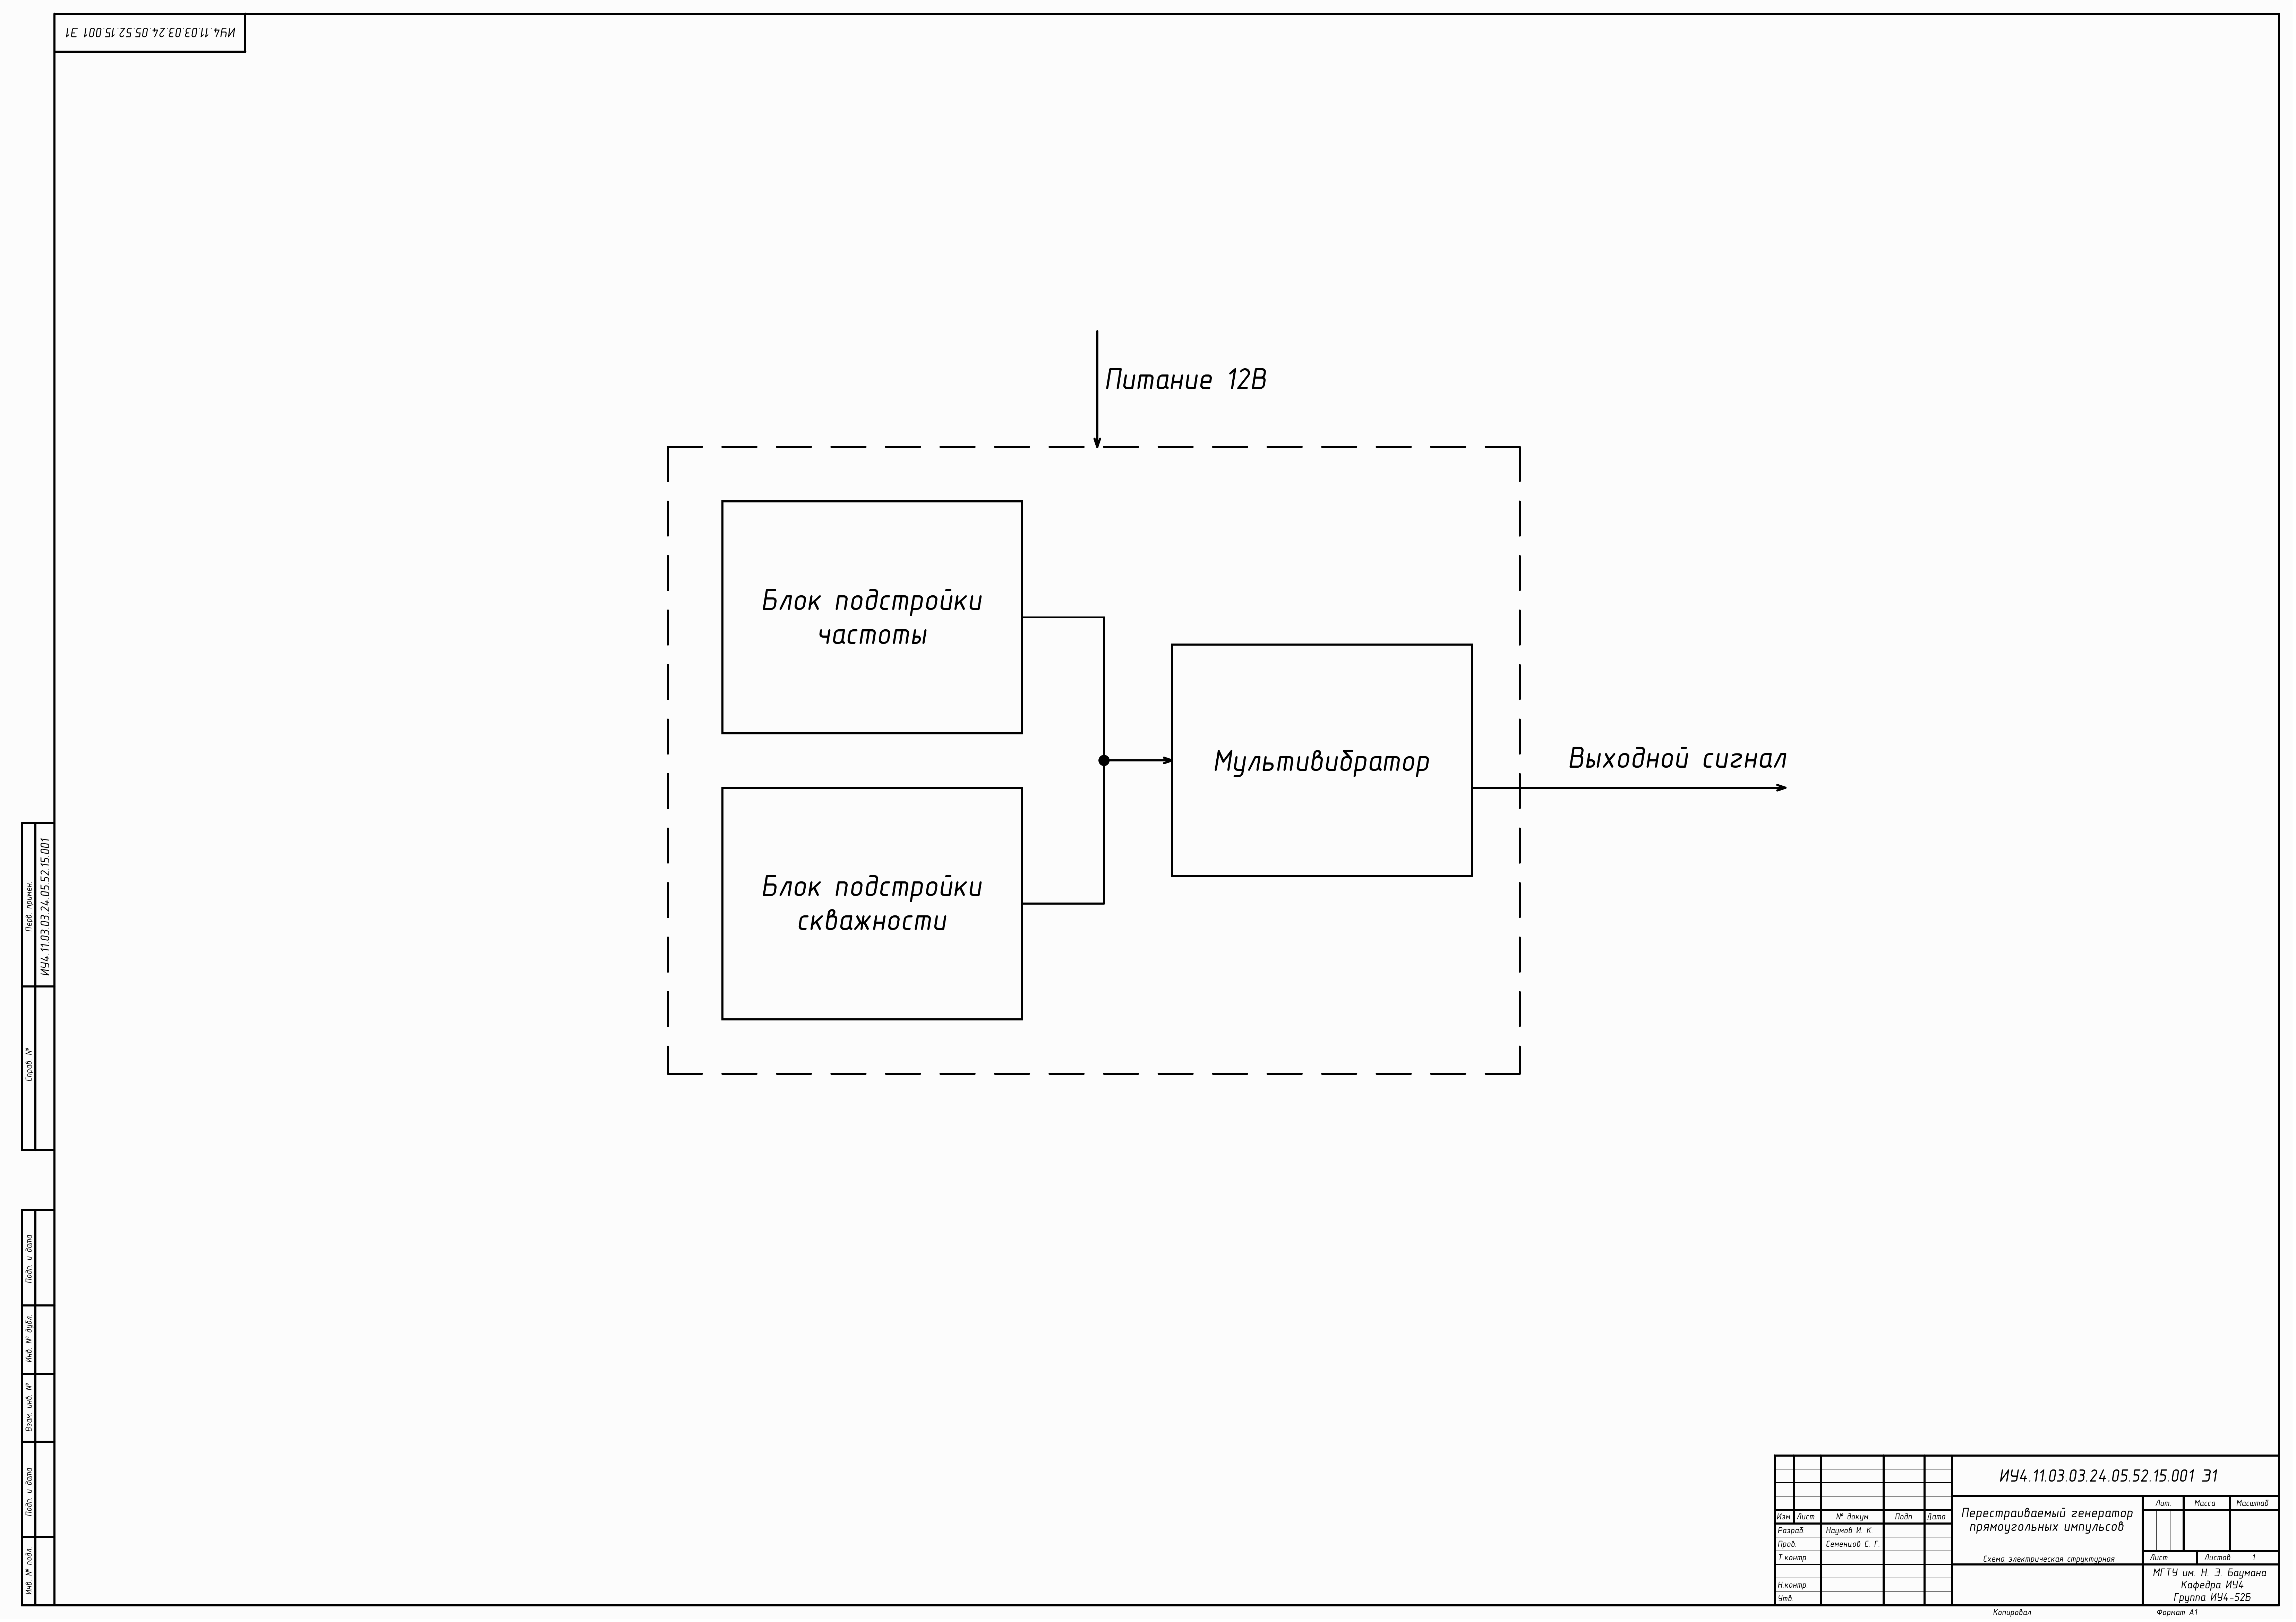 ИУ4.11.03.03.24.05.52.15.001 Э1
Питание 12В
Блок подстройки
частоты
Мультивибратор
Выходной сигнал
Блок подстройки
скважности
Перв. примен.
ИУ4.11.03.03.24.05.52.15.001
Справ. №
Подп. и дата
Инв. № дубл.
Взам. инв. №
Подп. и дата
Инв. № подл.
ИУ4.11.03.03.24.05.52.15.001 Э1
Перестраиваемый генератор
прямоугольных импульсов
Схема электрическая структурная
Лит. Масса Масштаб
Изм. Лист № докум. Подп. Дата
Разраб. Наумов И. К.
Пров. Семенцов С. Г.
Т.контр.
Н.контр.
Утв.
Лист Листов 1
МГТУ им. Н. Э. Баумана
Кафедра ИУ4
Группа ИУ4-52Б
Копировал Формат А1